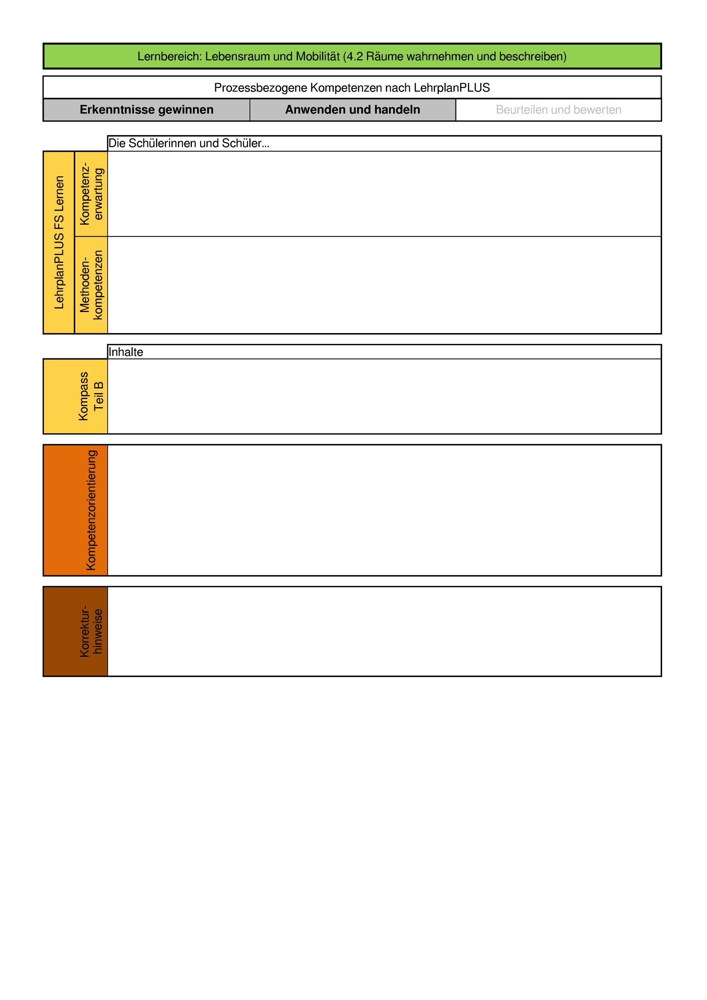 Lernbereich: Lebensraum und Mobilität (4.2 Räume wahrnehmen und beschreiben)
Prozessbezogene Kompetenzen nach LehrplanPLUS
Erkenntnisse gewinnen
Anwenden und handeln
Beurteilen und bewerten
Die Schülerinnen und Schüler...
LehrplanPLUS FS Lernen
Kompetenz-
erwartung
Methoden-
kompetenzen
Inhalte
Kompass
Teil B
Kompetenzorientierung
Korrektur-
hinweise